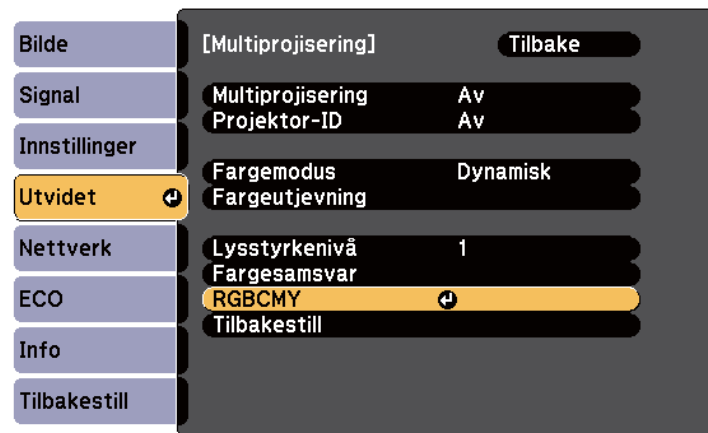 Bilde
Signal
Innstillinger
Utvidet
Nettverk
ECO
Info
Tilbakestill
[Multiprojisering] Tilbake
Multiprojisering Av
Projektor-ID Av
Fargemodus Dynamisk
Fargeutjevning
Lysstyrkenivå 1
Fargesamsvar
RGBCMY
Tilbakestill